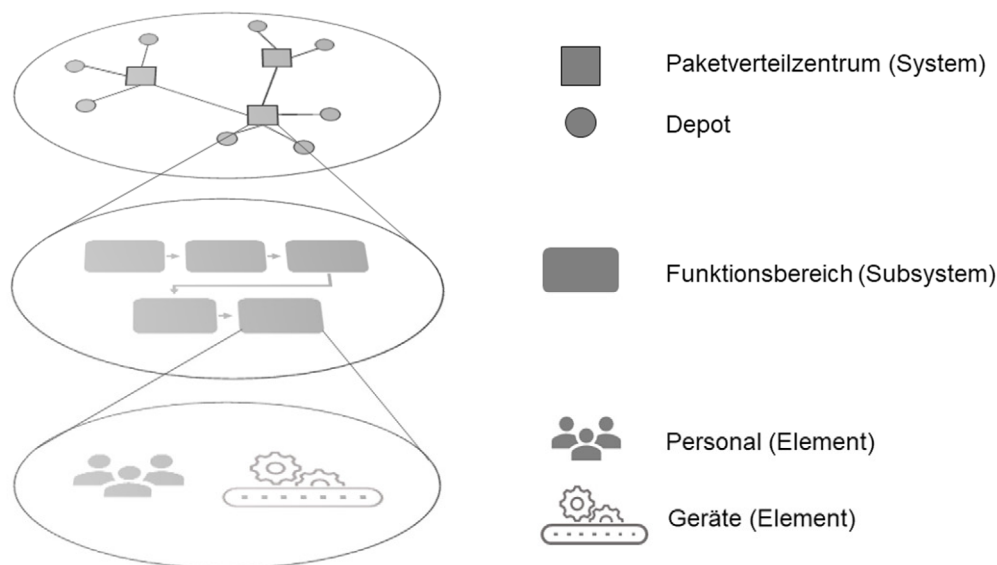 Paketverteilzentrum (System)
Depot
Funktionsbereich (Subsystem)
Personal (Element)
Geräte (Element)